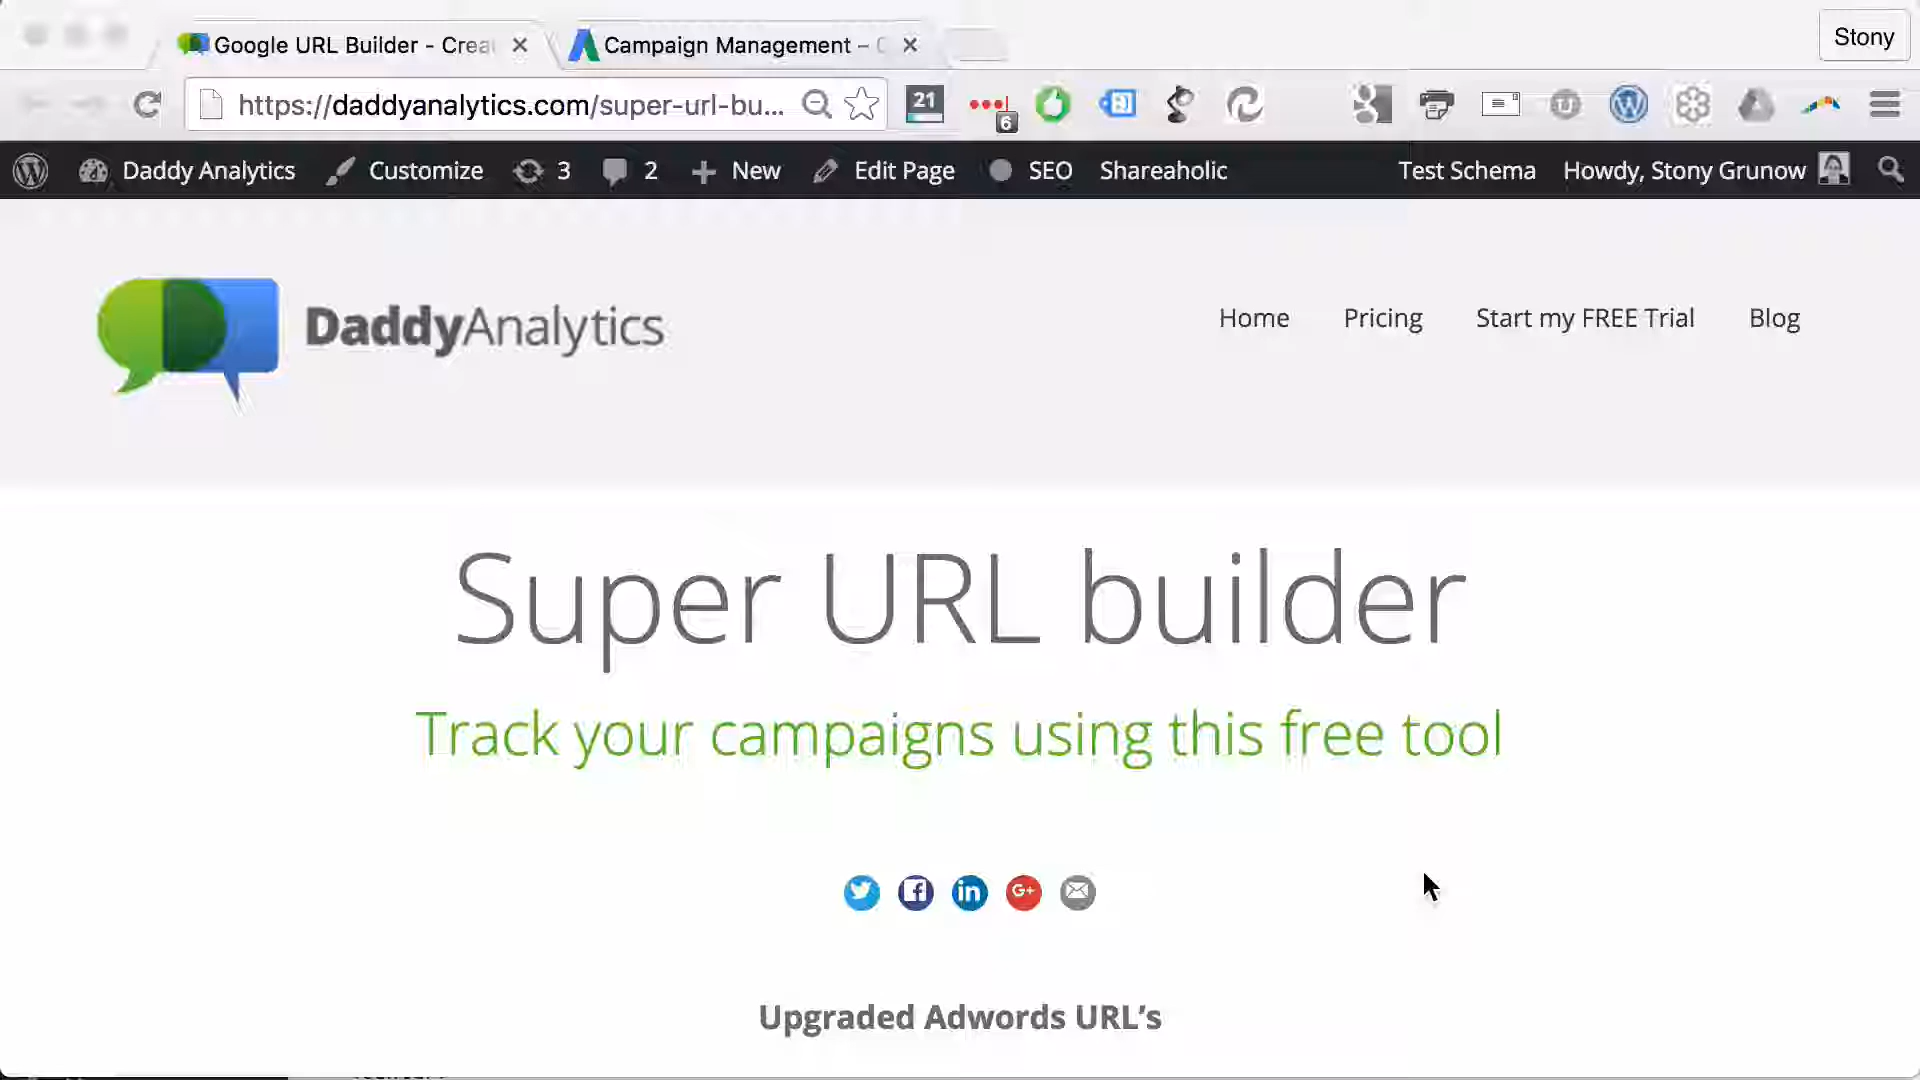 Google URL Builder - Crea
Campaign Management –
Stony
https://daddyanalytics.com/super-url-bu...
21
6
Daddy Analytics
Customize
3
2
New
Edit Page
SEO
Shareaholic
Test Schema
Howdy, Stony Grunow
DaddyAnalytics
Home
Pricing
Start my FREE Trial
Blog
Super URL builder
Track your campaigns using this free tool
in
G+
Upgraded Adwords URL’s